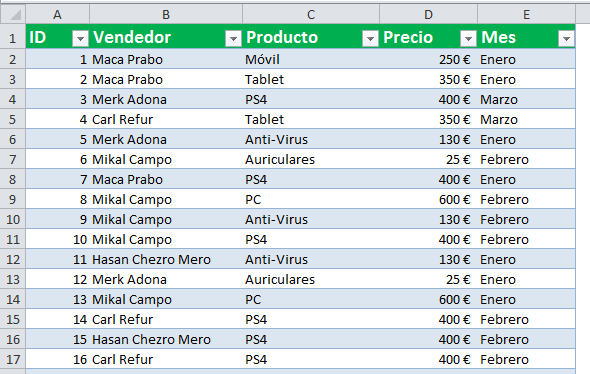 A B C D E
1 ID Vendedor Producto Precio Mes
2 1 Maca Prabo Móvil 250 € Enero
3 2 Maca Prabo Tablet 350 € Enero
4 3 Merk Adona PS4 400 € Marzo
5 4 Carl Refur Tablet 350 € Marzo
6 5 Merk Adona Anti-Virus 130 € Enero
7 6 Mikal Campo Auriculares 25 € Febrero
8 7 Maca Prabo PS4 400 € Enero
9 8 Mikal Campo PC 600 € Febrero
10 9 Mikal Campo Anti-Virus 130 € Febrero
11 10 Mikal Campo PS4 400 € Febrero
12 11 Hasan Chezro Mero Anti-Virus 130 € Enero
13 12 Merk Adona Auriculares 25 € Enero
14 13 Mikal Campo PC 600 € Enero
15 14 Carl Refur PS4 400 € Febrero
16 15 Hasan Chezro Mero PS4 400 € Febrero
17 16 Carl Refur PS4 400 € Febrero